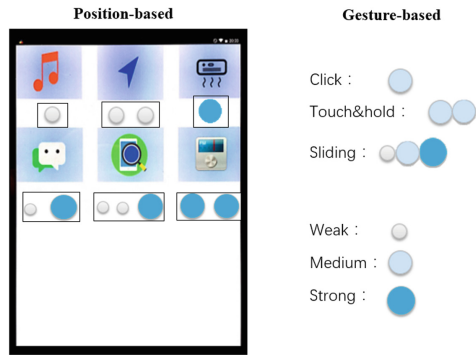 Position-based
Gesture-based
Click：
Touch&hold：
Sliding：
Weak：
Medium：
Strong：